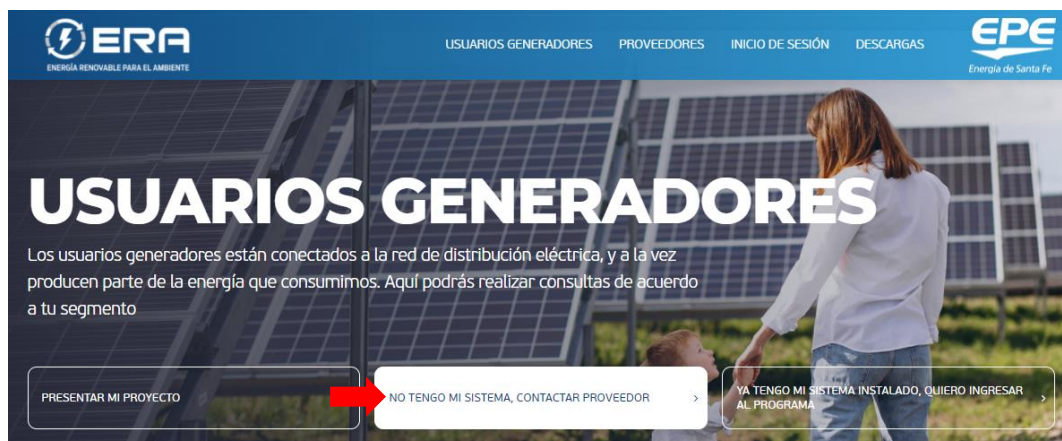 ERA
ENERGÍA RENOVABLE PARA EL AMBIENTE
USUARIOS GENERADORES
PROVEEDORES
INICIO DE SESIÓN
DESCARGAS
EPE
Energía de Santa Fe
USUARIOS GENERADORES
Los usuarios generadores están conectados a la red de distribución eléctrica, y a la vez
producen parte de la energía que consumimos. Aquí podrás realizar consultas de acuerdo
a tu segmento
PRESENTAR MI PROYECTO
NO TENGO MI SISTEMA, CONTACTAR PROVEEDOR
YA TENGO MI SISTEMA INSTALADO, QUIERO INGRESAR
AL PROGRAMA